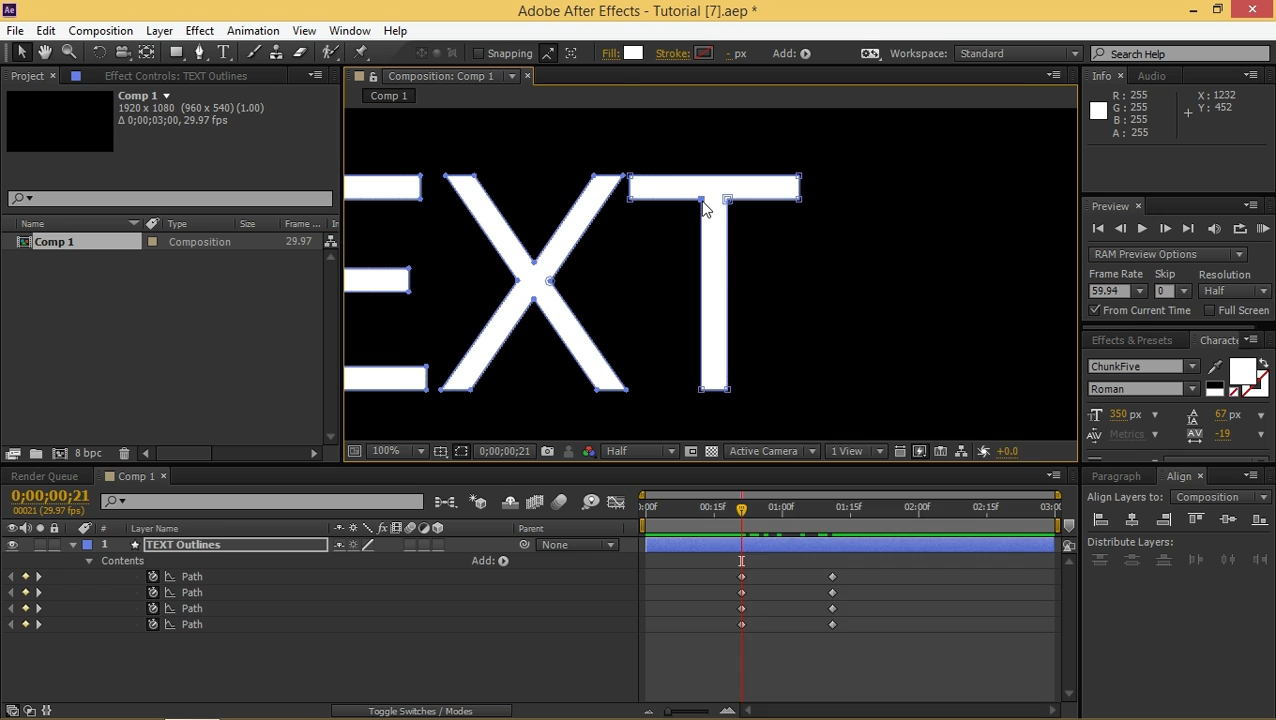 Adobe After Effects - Tutorial [7].aep *
File Edit Composition Layer Effect Animation View Window Help
Snapping Fill: Stroke: - px Add: Workspace: Standard Search Help
Project Effect Controls: TEXT Outlines
Composition: Comp 1
Info Audio
Comp 1
1920 x 1080 (960 x 540) (1.00)
Δ 0;00;03;00, 29.97 fps
Comp 1
R: 255
G: 255
B: 255
A: 255
X: 1232
Y: 452
Name Type Size Frame R... In
Comp 1 Composition 29.97
EXT
Preview
RAM Preview Options
Frame Rate Skip Resolution
59.94 0 Half
From Current Time Full Screen
Effects & Presets Characte
ChunkFive
Roman
350 px 67 px
Metrics -19
8 bpc
100% 0;00;00;21 Half Active Camera 1 View +0.0
Render Queue Comp 1
0;00;00;21
00021 (29.97 fps)
:00f 00:15f 01:00f 01:15f 02:00f 02:15f 03:0
# Layer Name Parent
1 TEXT Outlines None
Contents Add:
Path
Path
Path
Path
Toggle Switches / Modes
Paragraph Align
Align Layers to: Composition
Distribute Layers: